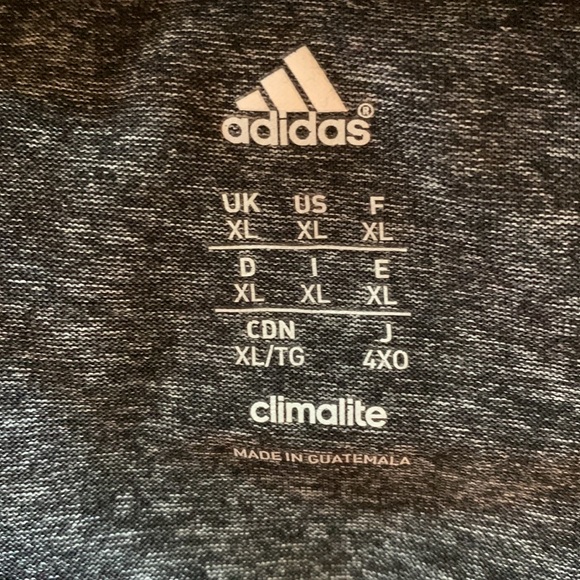 adidas®
UK US F
XL XL XL
D I E
XL XL XL
CDN J
XL/TG 4XO
climalite
MADE IN GUATEMALA